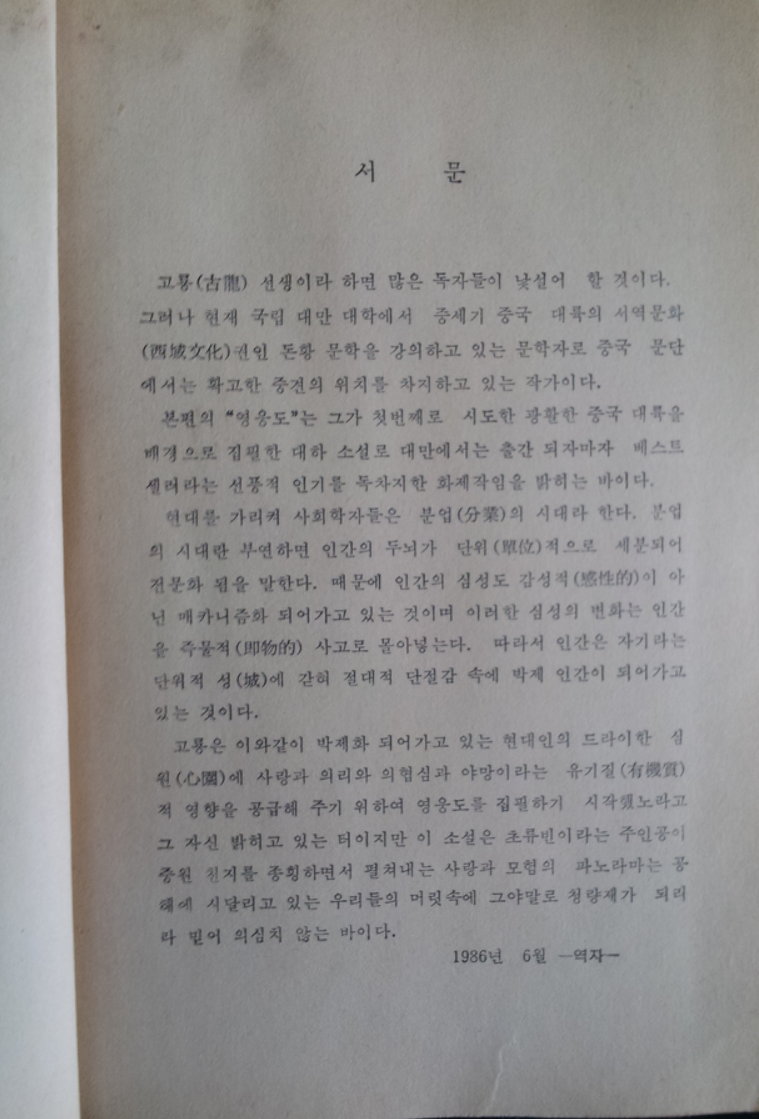 서 문
고룡(古龍) 선생이라 하면 많은 독자들이 낯설어 할 것이다.
그러나 현재 국립 대만 대학에서 중세기 중국 대륙의 서역문화
(西域文化)권인 돈황 문학을 강의하고 있는 문학자로 중국 문단
에서는 확고한 중견의 위치를 차지하고 있는 작가이다.
본편의 “영웅도”는 그가 첫번째로 시도한 광활한 중국 대륙을
배경으로 집필한 대하 소설로 대만에서는 출간 되자마자 베스트
셀러라는 선풍적 인기를 독차지한 화제작임을 밝히는 바이다.
현대를 가리켜 사회학자들은 분업(分業)의 시대라 한다. 분업
의 시대란 부연하면 인간의 두뇌가 단위(單位)적으로 세분되어
전문화 됨을 말한다. 때문에 인간의 심성도 감성적(感性的)이 아
닌 매카니즘화 되어가고 있는 것이며 이러한 심성의 변화는 인간
을 즉물적(即物的) 사고로 몰아넣는다. 따라서 인간은 자기라는
단위적 성(城)에 갇혀 절대적 단절감 속에 박제 인간이 되어가고
있는 것이다.
고룡은 이와같이 박제화 되어가고 있는 현대인의 드라이한 심
원(心園)에 사랑과 의리와 의협심과 야망이라는 유기질(有機質)
적 영향을 공급해 주기 위하여 영웅도를 집필하기 시작했노라고
그 자신 밝히고 있는 터이지만 이 소설은 초류빈이라는 주인공이
중원 천지를 종횡하면서 펼쳐내는 사랑과 모험의 파노라마는 공
해에 시달리고 있는 우리들의 머릿속에 그야말로 청량재가 되리
라 믿어 의심치 않는 바이다.
1986년 6월 —역자—